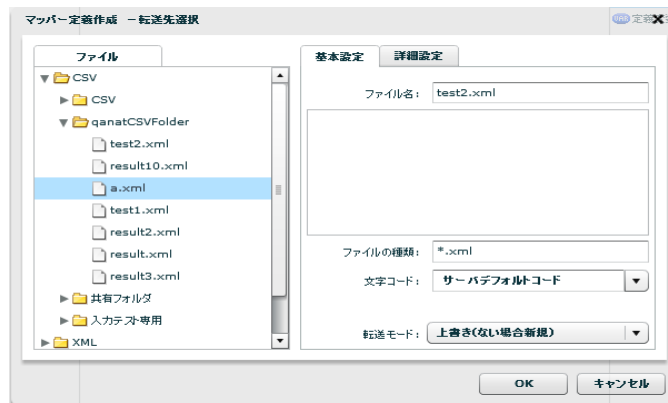 マッパー定義作成 －転送先選択
定義
ファイル
CSV
CSV
qanatCSVFolder
test2.xml
result10.xml
a.xml
test1.xml
result2.xml
result.xml
result3.xml
共有フォルダ
入力テスト専用
XML
基本設定
詳細設定
ファイル名： test2.xml
ファイルの種類： *.xml
文字コード： サーバデフォルトコード
転送モード： 上書き(ない場合新規)
OK
キャンセル